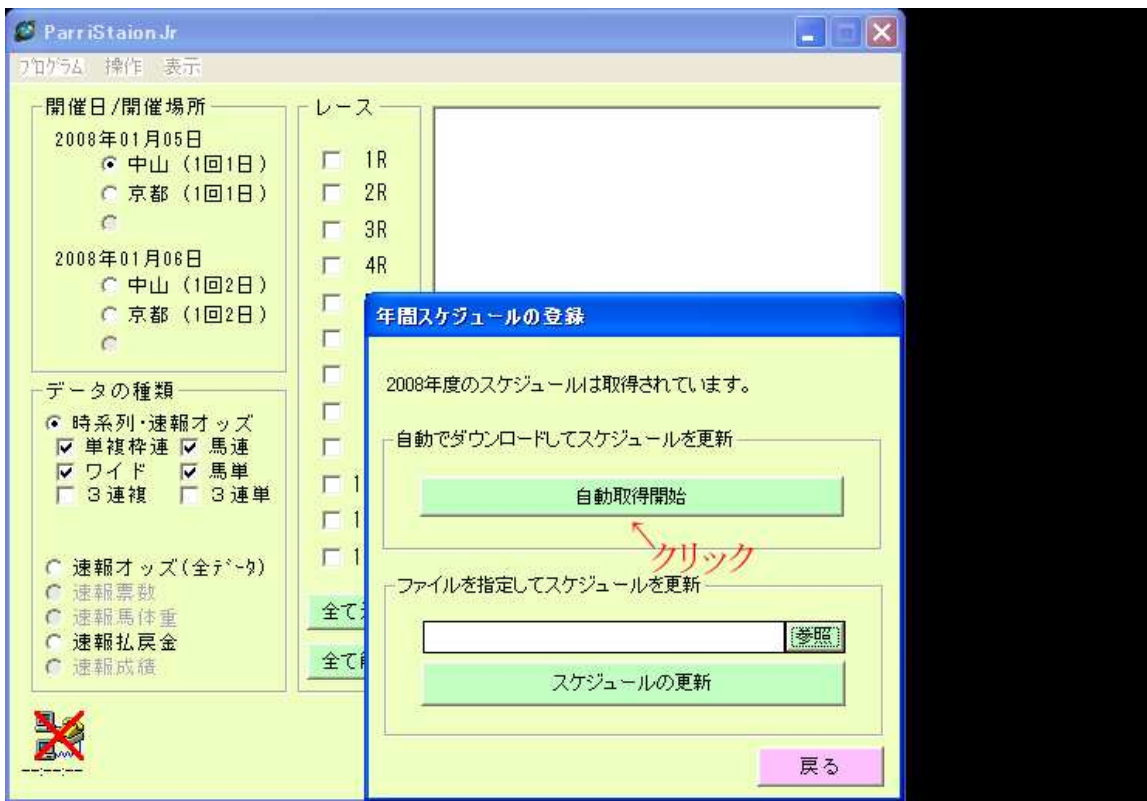 ParriStaionJr
プログラム 操作 表示
開催日/開催場所
2008年01月05日
中山 (1回1日)
京都 (1回1日)
2008年01月06日
中山 (1回2日)
京都 (1回2日)
データの種類
時系列・速報オッズ
単複枠連 馬連
ワイド 馬単
3連複 3連単
速報オッズ(全データ)
速報票数
速報馬体重
速報払戻金
速報成績
--:--:--
レース
1R
2R
3R
4R
1
1
1
全て
全て
年間スケジュールの登録
2008年度のスケジュールは取得されています。
自動でダウンロードしてスケジュールを更新
自動取得開始
クリック
ファイルを指定してスケジュールを更新
参照
スケジュールの更新
戻る